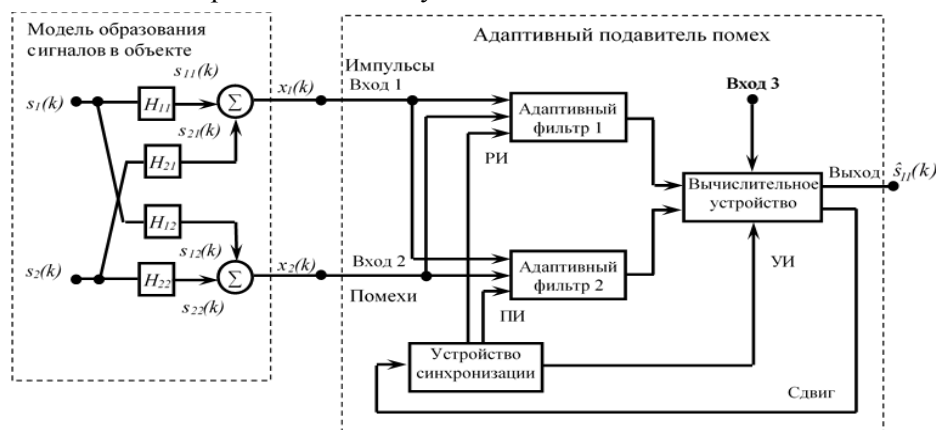 Модель образования
сигналов в объекте
Адаптивный подавитель помех
s11(k)
s1(k)
H11
Σ
x1(k)
Импульсы
Вход 1
s21(k)
H21
Адаптивный
фильтр 1
РИ
Вход 3
Вычислительное
устройство
Выход
ŝ11(k)
H12
s12(k)
s2(k)
H22
Σ
x2(k)
Вход 2
Помехи
s22(k)
Адаптивный
фильтр 2
ПИ
УИ
Устройство
синхронизации
Сдвиг